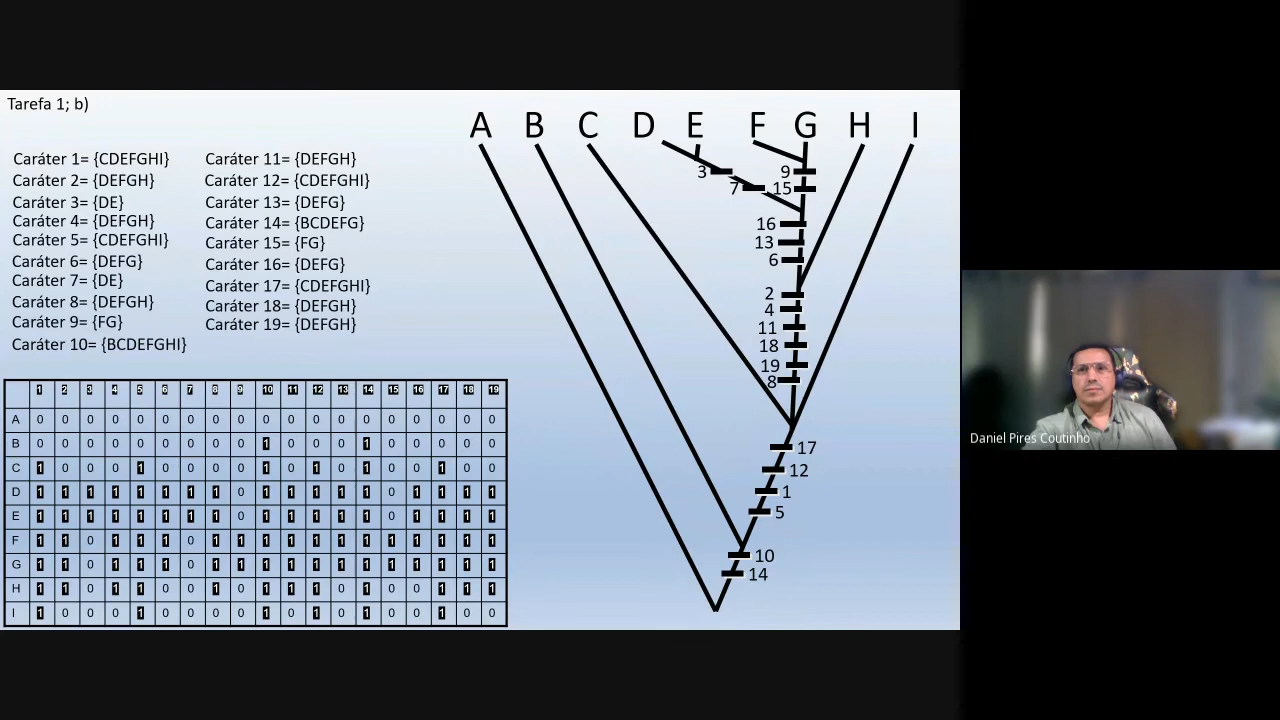 Tarefa 1; b)
Caráter 1= {CDEFGHI}
Caráter 2= {DEFGH}
Caráter 3= {DE}
Caráter 4= {DEFGH}
Caráter 5= {CDEFGHI}
Caráter 6= {DEFG}
Caráter 7= {DE}
Caráter 8= {DEFGH}
Caráter 9= {FG}
Caráter 10= {BCDEFGHI}
Caráter 11= {DEFGH}
Caráter 12= {CDEFGHI}
Caráter 13= {DEFG}
Caráter 14= {BCDEFG}
Caráter 15= {FG}
Caráter 16= {DEFG}
Caráter 17= {CDEFGHI}
Caráter 18= {DEFGH}
Caráter 19= {DEFGH}
1 2 3 4 5 6 7 8 9 10 11 12 13 14 15 16 17 18 19
A 0 0 0 0 0 0 0 0 0 0 0 0 0 0 0 0 0 0 0
B 0 0 0 0 0 0 0 0 0 1 0 0 0 1 0 0 0 0 0
C 1 0 0 0 1 0 0 0 0 1 0 1 0 1 0 0 1 0 0
D 1 1 1 1 1 1 1 1 0 1 1 1 1 1 0 1 1 1 1
E 1 1 1 1 1 1 1 1 0 1 1 1 1 1 0 1 1 1 1
F 1 1 0 1 1 1 0 1 1 1 1 1 1 1 1 1 1 1 1
G 1 1 0 1 1 1 0 1 1 1 1 1 1 1 1 1 1 1 1
H 1 1 0 1 1 0 0 1 0 1 1 1 0 1 0 0 1 1 1
I 1 0 0 0 1 0 0 0 0 1 0 1 0 1 0 0 1 0 0
A B C D E F G H I
3 9
7 15
16
13
6
2
4
11
18
19
8
17
12
1
5
10
14
Daniel Pires Coutinho